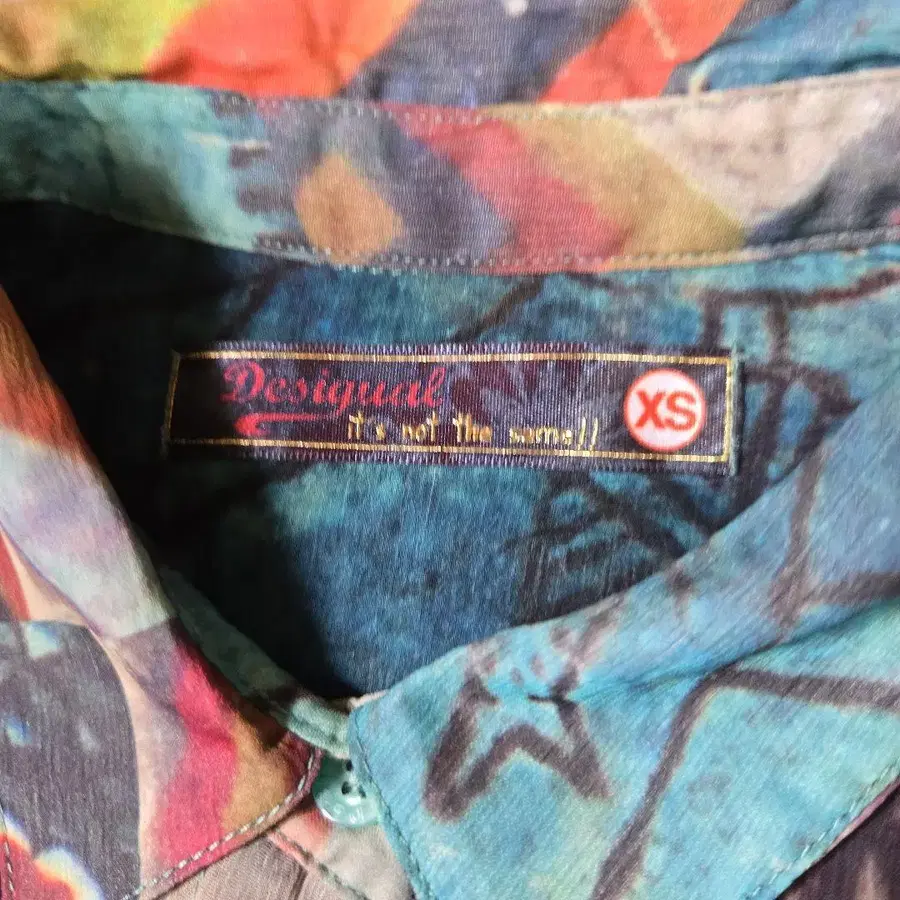 Desigual
it's not the same!!
XS